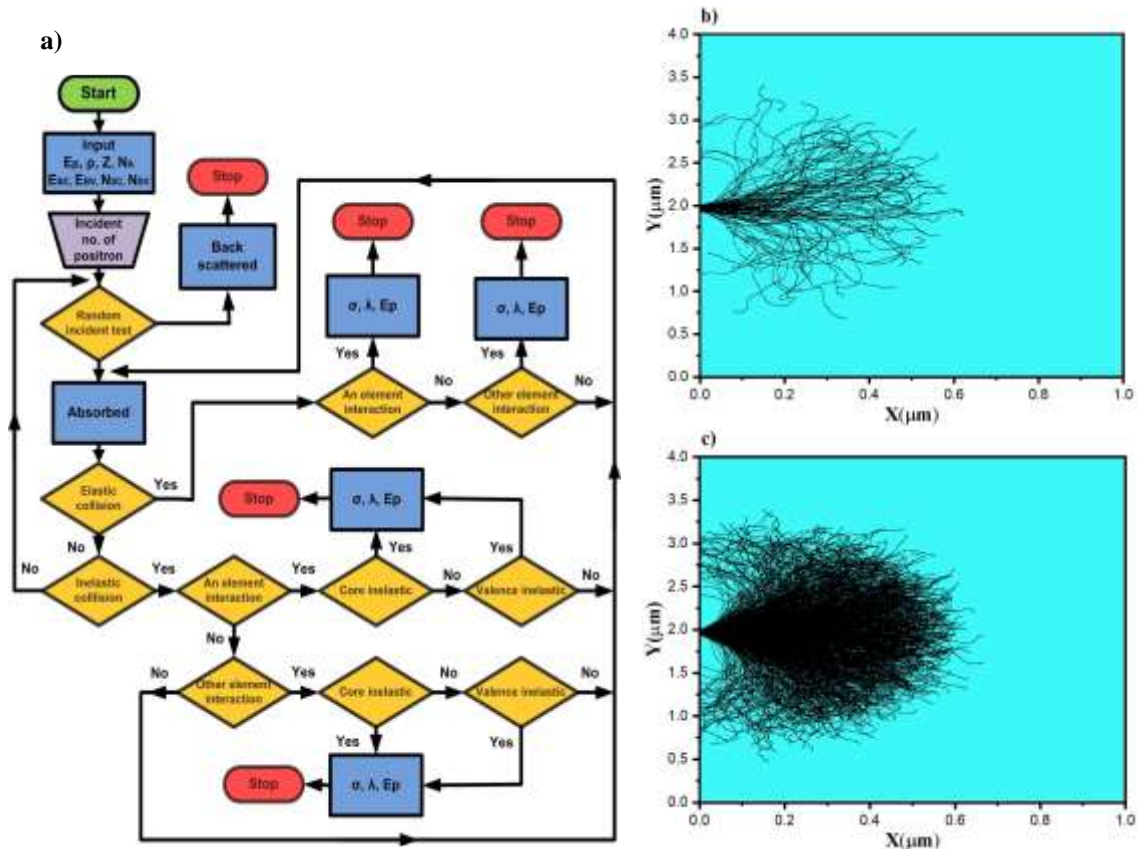 a)
Start
Input
Ep, ρ, Z, NA
Incident
no. of
positron
Random
incident test
Stop
Back
scattered
Absorbed
Elastic
collision
Yes
No
Inelastic
collision
No
Yes
Stop
σ, λ, Ep
Yes
An element
interaction
No
Stop
σ, λ, Ep
Yes
Other element
interaction
No
An element
interaction
Yes
No
Stop
σ, λ, Ep
Yes
Core inelastic
No
Yes
Valence inelastic
No
No
Other element
interaction
Yes
Core inelastic
No
Valence inelastic
No
Yes
Yes
Stop
σ, λ, Ep
b)
Y(μm)
4.0
3.5
3.0
2.5
2.0
1.5
1.0
0.5
0.0
0.0 0.2 0.4 0.6 0.8 1.0
X(μm)
c)
Y(μm)
4.0
3.5
3.0
2.5
2.0
1.5
1.0
0.5
0.0
0.0 0.2 0.4 0.6 0.8 1.0
X(μm)